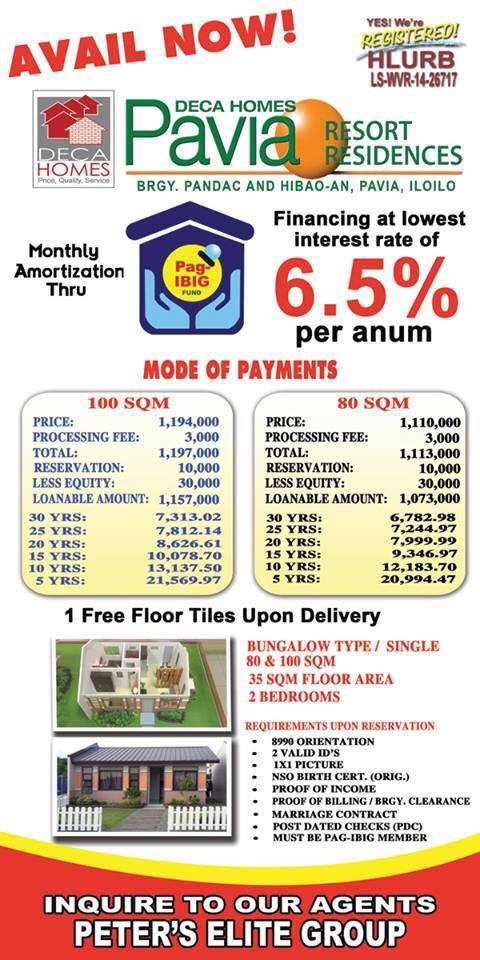 AVAIL NOW!
YES! We're
REGISTERED!
HLURB
LS-WVR-14-26717
DECA
HOMES
Price, Quality, Service
DECA HOMES
Pavia
RESORT
RESIDENCES
BRGY. PANDAC AND HIBAO-AN, PAVIA, ILOILO
Monthly
Amortization
Thru
Pag-
IBIG
FUND
Financing at lowest
interest rate of
6.5%
per anum
MODE OF PAYMENTS
100 SQM
PRICE: 1,194,000
PROCESSING FEE: 3,000
TOTAL: 1,197,000
RESERVATION: 10,000
LESS EQUITY: 30,000
LOANABLE AMOUNT: 1,157,000
30 YRS: 7,313.02
25 YRS: 7,812.14
20 YRS: 8,626.61
15 YRS: 10,078.70
10 YRS: 13,137.50
5 YRS: 21,569.97
80 SQM
PRICE: 1,110,000
PROCESSING FEE: 3,000
TOTAL: 1,113,000
RESERVATION: 10,000
LESS EQUITY: 30,000
LOANABLE AMOUNT: 1,073,000
30 YRS: 6,782.98
25 YRS: 7,244.97
20 YRS: 7,999.99
15 YRS: 9,346.97
10 YRS: 12,183.70
5 YRS: 20,994.47
1 Free Floor Tiles Upon Delivery
BUNGALOW TYPE / SINGLE
80 & 100 SQM
35 SQM FLOOR AREA
2 BEDROOMS
REQUIREMENTS UPON RESERVATION
• 8990 ORIENTATION
• 2 VALID ID'S
• 1X1 PICTURE
• NSO BIRTH CERT. (ORIG.)
• PROOF OF INCOME
• PROOF OF BILLING / BRGY. CLEARANCE
• MARRIAGE CONTRACT
• POST DATED CHECKS (PDC)
• MUST BE PAG-IBIG MEMBER
INQUIRE TO OUR AGENTS
PETER'S ELITE GROUP